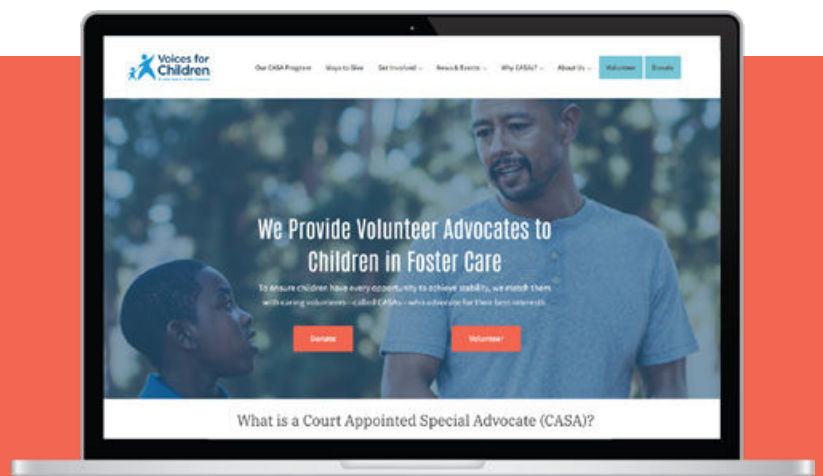 Voices for
Children
Our CASA Program Ways to Give Get Involved News & Events Why CASA? About Us Volunteer Donate
We Provide Volunteer Advocates to
Children in Foster Care
To ensure children have every opportunity to achieve stability, we match them
with caring volunteers—called CASAs—who advocate for their best interests.
Donate Volunteer
What is a Court Appointed Special Advocate (CASA)?